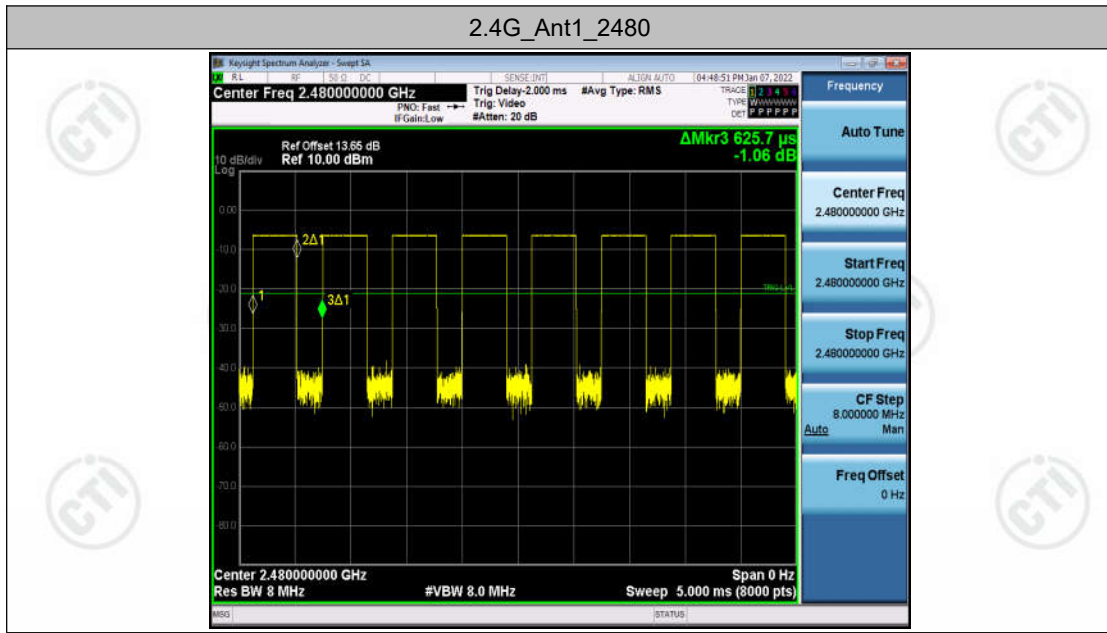 2.4G_Ant1_2480
Keysight Spectrum Analyzer - Swept SA
RL RF 50 Ω DC SENSE:INT ALIGN AUTO 04:48:51 PM Jan 07, 2022
Center Freq 2.480000000 GHz
PNO: Fast
IFGain:Low
Trig Delay-2.000 ms
Trig: Video
#Atten: 20 dB
#Avg Type: RMS
TRACE 1 2 3 4 5 6
TYPE WWWWWW
DET P P P P P P
ΔMkr3 625.7 µs
-1.06 dB
Ref Offset 13.65 dB
10 dB/div Ref 10.00 dBm
Log
0.00
-10.0
-20.0
-30.0
-40.0
-50.0
-60.0
-70.0
-80.0
2Δ1
1
3Δ1
TRIG LVL
Center 2.480000000 GHz Span 0 Hz
Res BW 8 MHz #VBW 8.0 MHz Sweep 5.000 ms (8000 pts)
MSG STATUS
Frequency
Auto Tune
Center Freq
2.480000000 GHz
Start Freq
2.480000000 GHz
Stop Freq
2.480000000 GHz
CF Step
8.000000 MHz
Auto Man
Freq Offset
0 Hz
CTI
CTI
CTI
CTI